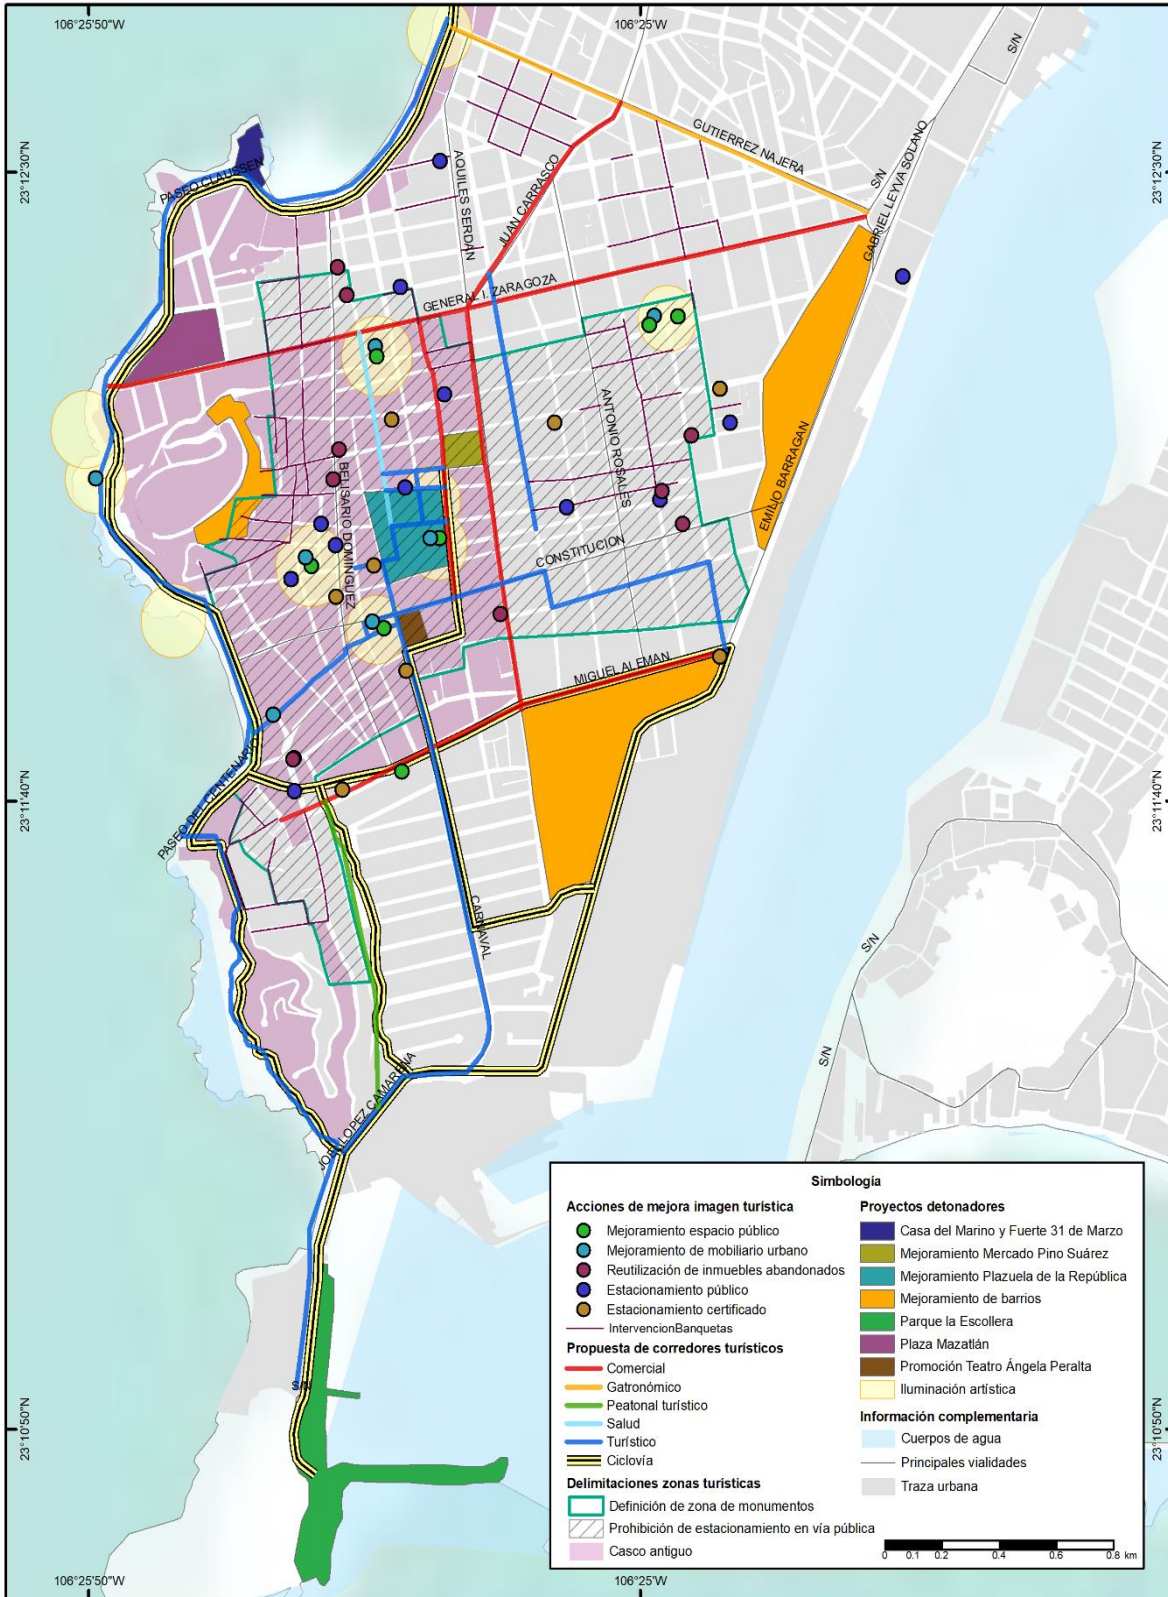 106°25'50"W
106°25'W
S/N
GUTIERREZ NAJERA
23°12'30"N
23°12'30"N
AQUILES SERDAN
JUAN CARRASCO
S/N
GABRIEL LEYVA SOLANO
PASEO CLAUSSEN
GENERAL I. ZARAGOZA
ANTONIO ROSALES
BELISARIO DOMINGUEZ
EMILIO BARRAGAN
CONSTITUCION
MIGUEL ALEMAN
PASEO DEL CENTENARIO
23°11'40"N
23°11'40"N
CARNAVAL
S/N
S/N
LOPEZ CAMARENA
S/N
23°10'50"N
23°10'50"N
Simbología
Acciones de mejora imagen turística
Mejoramiento espacio público
Mejoramiento de mobiliario urbano
Reutilización de inmuebles abandonados
Estacionamiento público
Estacionamiento certificado
IntervencionBanquetas
Propuesta de corredores turísticos
Comercial
Gatronómico
Peatonal turístico
Salud
Turístico
Ciclovía
Delimitaciones zonas turísticas
Definición de zona de monumentos
Prohibición de estacionamiento en vía pública
Casco antiguo
Proyectos detonadores
Casa del Marino y Fuerte 31 de Marzo
Mejoramiento Mercado Pino Suárez
Mejoramiento Plazuela de la República
Mejoramiento de barrios
Parque la Escollera
Plaza Mazatlán
Promoción Teatro Ángela Peralta
Iluminación artística
Información complementaria
Cuerpos de agua
Principales vialidades
Traza urbana
0 0.1 0.2 0.4 0.6 0.8 km
106°25'50"W
106°25'W